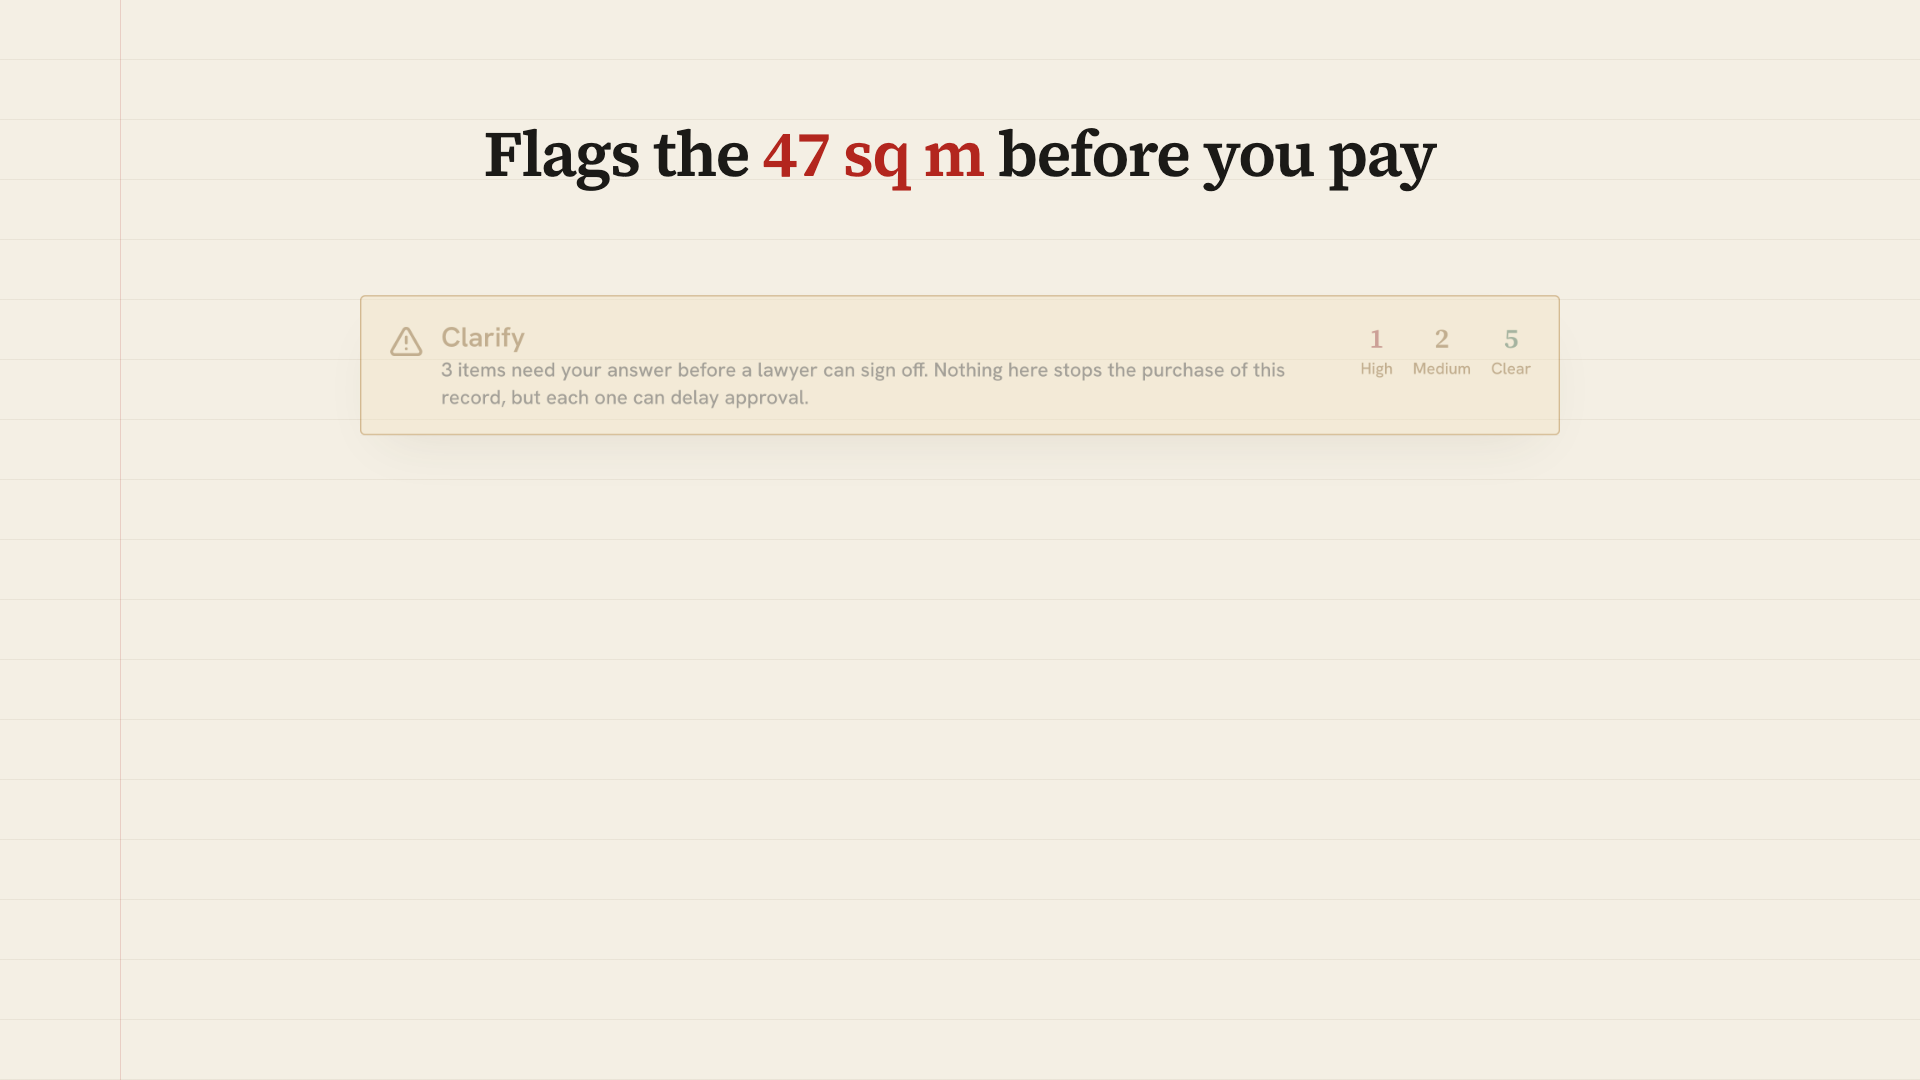 Flags the 47 sq m before you pay
Clarify
3 items need your answer before a lawyer can sign off. Nothing here stops the purchase of this
record, but each one can delay approval.
1 2 5
High Medium Clear